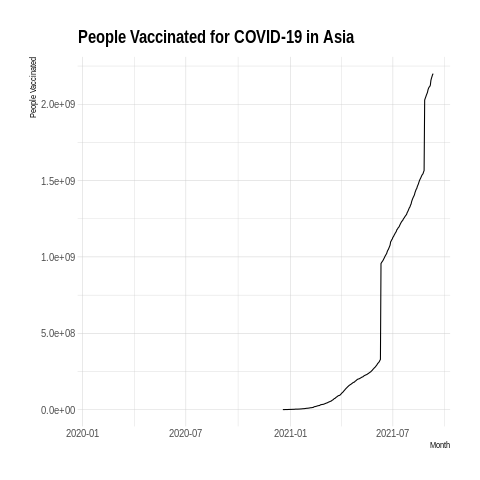 People Vaccinated for COVID-19 in Asia
People Vaccinated
2.0e+09
1.5e+09
1.0e+09
5.0e+08
0.0e+00
2020-01 2020-07 2021-01 2021-07
Month